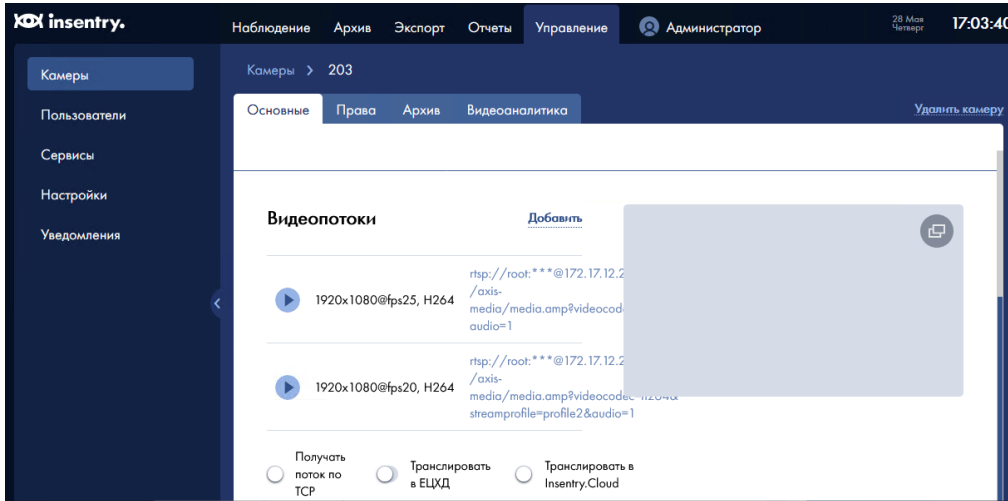 insentry.
Наблюдение Архив Экспорт Отчеты Управление Администратор 28 Мая Четверг 17:03:40
Камеры
Пользователи
Сервисы
Настройки
Уведомления
Камеры > 203
Основные Права Архив Видеоаналитика Удалить камеру
Видеопотоки Добавить
1920x1080@fps25, H264
rtsp://root:***@172.17.12.2
/axis-
media/media.amp?videocod
audio=1
1920x1080@fps20, H264
rtsp://root:***@172.17.12.2
/axis-
media/media.amp?videocodec=h264&
streamprofile=profile2&audio=1
Получать
поток по
TCP
Транслировать
в ЕЦХД
Транслировать в
Insentry.Cloud